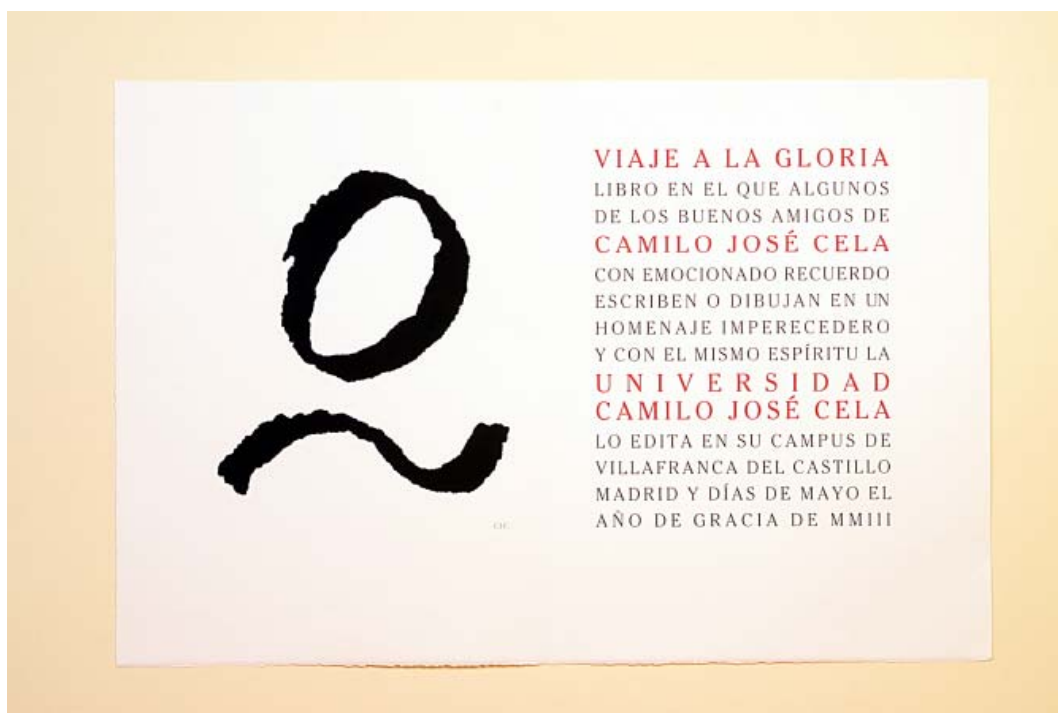 VIAJE A LA GLORIA
LIBRO EN EL QUE ALGUNOS
DE LOS BUENOS AMIGOS DE
CAMILO JOSÉ CELA
CON EMOCIONADO RECUERDO
ESCRIBEN O DIBUJAN EN UN
HOMENAJE IMPERECEDERO
Y CON EL MISMO ESPÍRITU LA
UNIVERSIDAD
CAMILO JOSÉ CELA
LO EDITA EN SU CAMPUS DE
VILLAFRANCA DEL CASTILLO
MADRID Y DÍAS DE MAYO EL
AÑO DE GRACIA DE MMIII